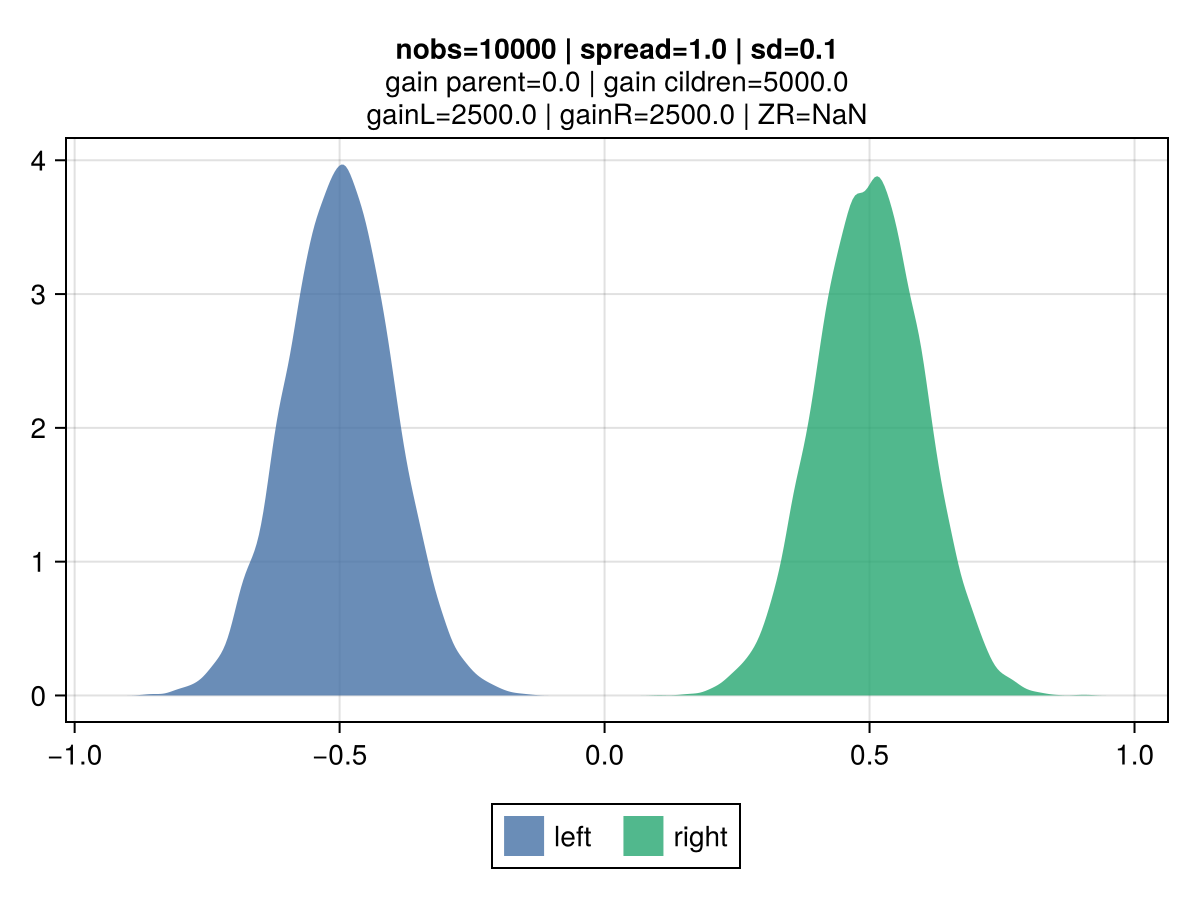 nobs=10000 | spread=1.0 | sd=0.1
gain parent=0.0 | gain cildren=5000.0
gainL=2500.0 | gainR=2500.0 | ZR=NaN
4
3
2
1
0
−1.0 −0.5 0.0 0.5 1.0
left right